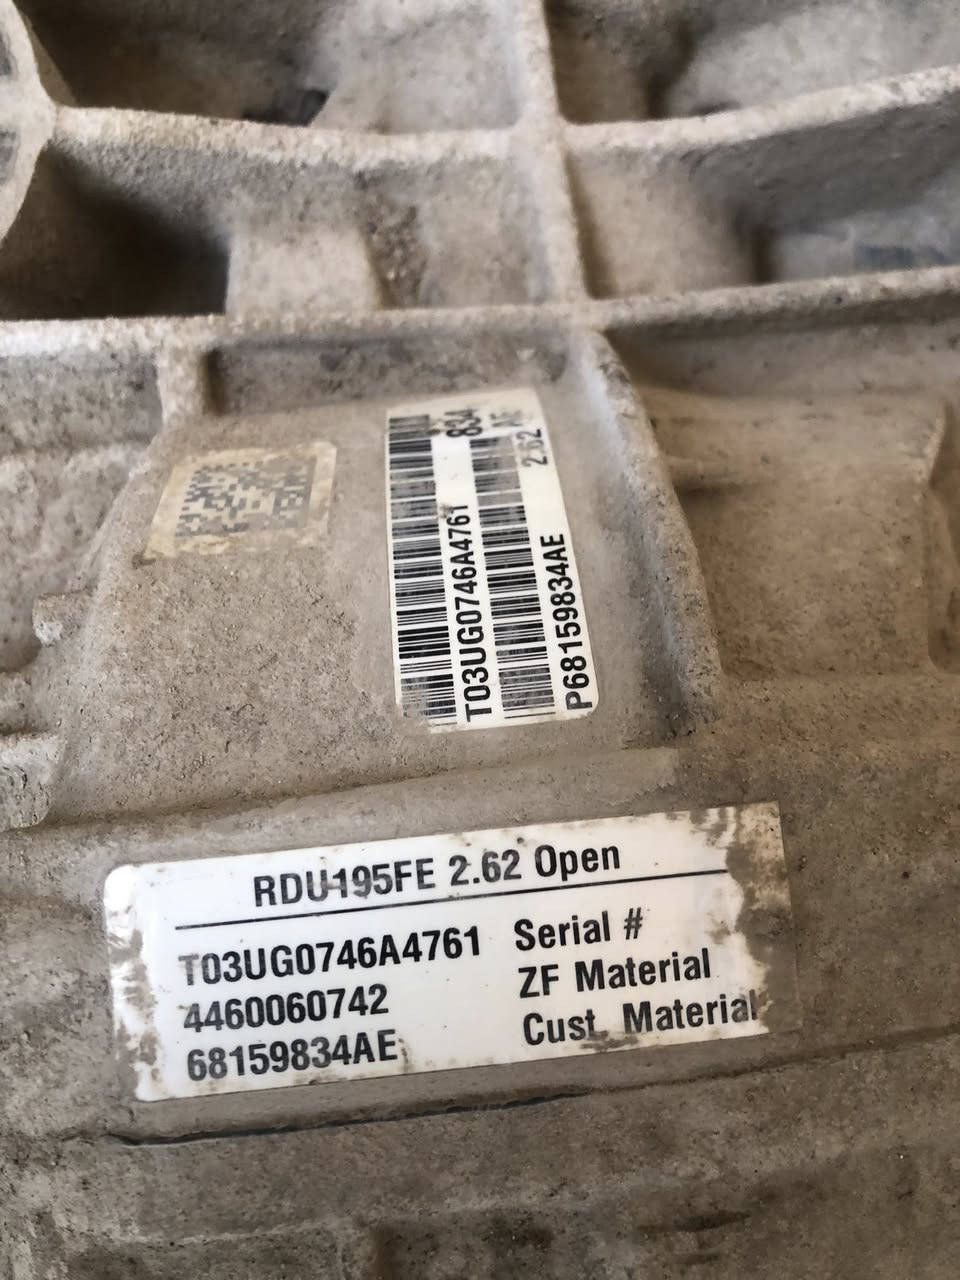 834
AE
2.62
T03UG0746A4761
P68159834AE
RDU195FE 2.62 Open
T03UG0746A4761 Serial #
4460060742 ZF Material
68159834AE Cust. Material